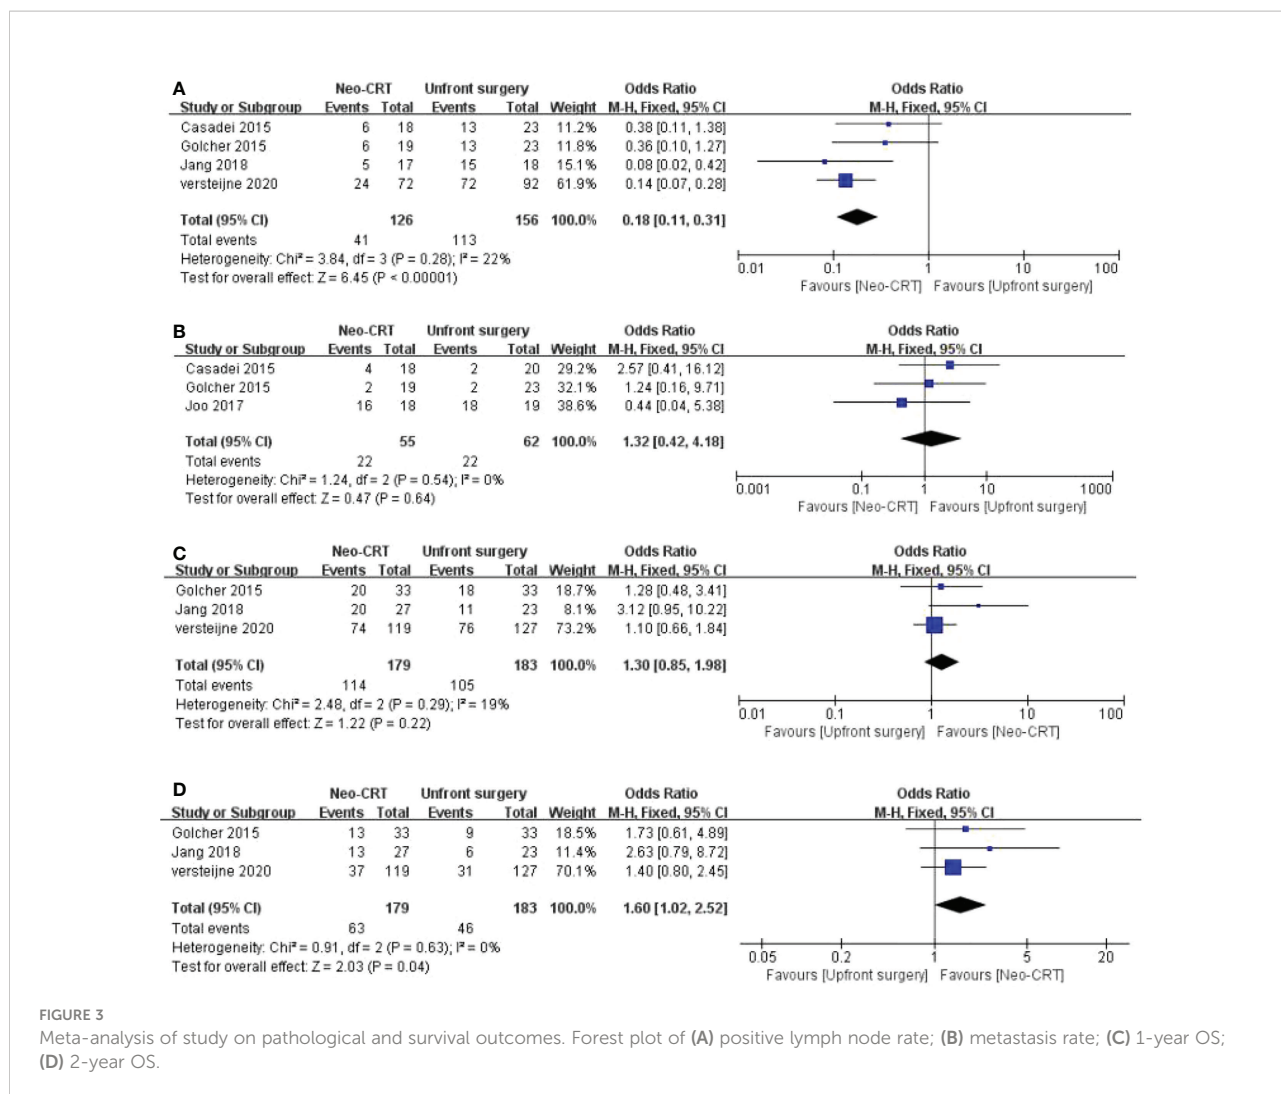 A
Neo-CRT Unfront surgery Odds Ratio Odds Ratio
Study or Subgroup Events Total Events Total Weight M-H, Fixed, 95% CI M-H, Fixed, 95% CI
Casadei 2015 6 18 13 23 11.2% 0.38 [0.11, 1.38]
Golcher 2015 6 19 13 23 11.8% 0.36 [0.10, 1.27]
Jang 2018 5 17 15 18 15.1% 0.08 [0.02, 0.42]
versteijne 2020 24 72 72 92 61.9% 0.14 [0.07, 0.28]
Total (95% CI) 126 156 100.0% 0.18 [0.11, 0.31]
Total events 41 113
Heterogeneity: Chi² = 3.84, df = 3 (P = 0.28); I² = 22%
Test for overall effect: Z = 6.45 (P < 0.00001)
0.01 0.1 1 10 100
Favours [Neo-CRT] Favours [Upfront surgery]
B
Neo-CRT Unfront surgery Odds Ratio Odds Ratio
Study or Subgroup Events Total Events Total Weight M-H, Fixed, 95% CI M-H, Fixed, 95% CI
Casadei 2015 4 18 2 20 29.2% 2.57 [0.41, 16.12]
Golcher 2015 2 19 2 23 32.1% 1.24 [0.16, 9.71]
Joo 2017 16 18 18 19 38.6% 0.44 [0.04, 5.38]
Total (95% CI) 55 62 100.0% 1.32 [0.42, 4.18]
Total events 22 22
Heterogeneity: Chi² = 1.24, df = 2 (P = 0.54); I² = 0%
Test for overall effect: Z = 0.47 (P = 0.64)
0.001 0.1 1 10 1000
Favours [Neo-CRT] Favours [Upfront surgery]
C
Neo-CRT Unfront surgery Odds Ratio Odds Ratio
Study or Subgroup Events Total Events Total Weight M-H, Fixed, 95% CI M-H, Fixed, 95% CI
Golcher 2015 20 33 18 33 18.7% 1.28 [0.48, 3.41]
Jang 2018 20 27 11 23 8.1% 3.12 [0.95, 10.22]
versteijne 2020 74 119 76 127 73.2% 1.10 [0.66, 1.84]
Total (95% CI) 179 183 100.0% 1.30 [0.85, 1.98]
Total events 114 105
Heterogeneity: Chi² = 2.48, df = 2 (P = 0.29); I² = 19%
Test for overall effect: Z = 1.22 (P = 0.22)
0.01 0.1 1 10 100
Favours [Upfront surgery] Favours [Neo-CRT]
D
Neo-CRT Unfront surgery Odds Ratio Odds Ratio
Study or Subgroup Events Total Events Total Weight M-H, Fixed, 95% CI M-H, Fixed, 95% CI
Golcher 2015 13 33 9 33 18.5% 1.73 [0.61, 4.89]
Jang 2018 13 27 6 23 11.4% 2.63 [0.79, 8.72]
versteijne 2020 37 119 31 127 70.1% 1.40 [0.80, 2.45]
Total (95% CI) 179 183 100.0% 1.60 [1.02, 2.52]
Total events 63 46
Heterogeneity: Chi² = 0.91, df = 2 (P = 0.63); I² = 0%
Test for overall effect: Z = 2.03 (P = 0.04)
0.05 0.2 1 5 20
Favours [Upfront surgery] Favours [Neo-CRT]
FIGURE 3
Meta-analysis of study on pathological and survival outcomes. Forest plot of (A) positive lymph node rate; (B) metastasis rate; (C) 1-year OS;
(D) 2-year OS.